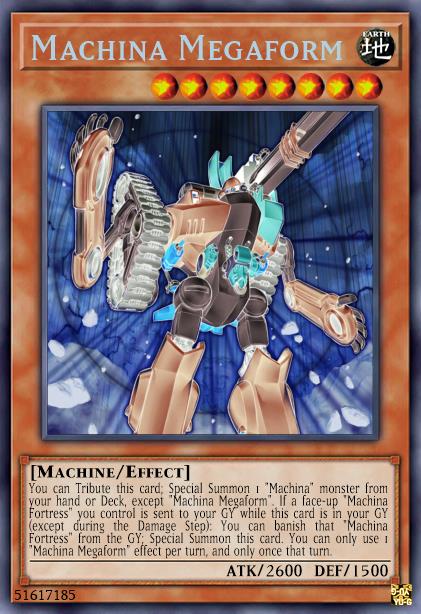 MACHINA MEGAFORM
EARTH
地
[MACHINE/EFFECT]
You can Tribute this card; Special Summon 1 "Machina" monster from
your hand or Deck, except "Machina Megaform". If a face-up "Machina
Fortress" you control is sent to your GY while this card is in your GY
(except during the Damage Step): You can banish that "Machina
Fortress" from the GY; Special Summon this card. You can only use 1
"Machina Megaform" effect per turn, and only once that turn.
ATK/2600 DEF/1500
51617185